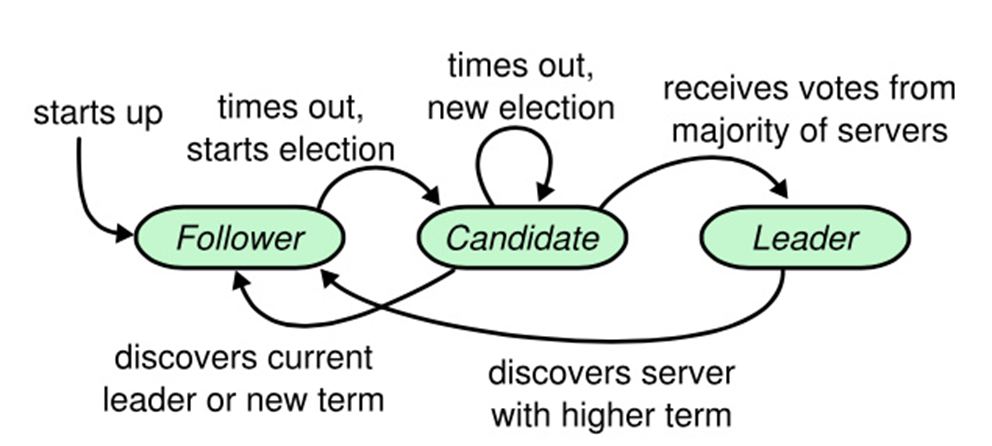 starts up
times out,
starts election
times out,
new election
receives votes from
majority of servers
Follower
Candidate
Leader
discovers current
leader or new term
discovers server
with higher term